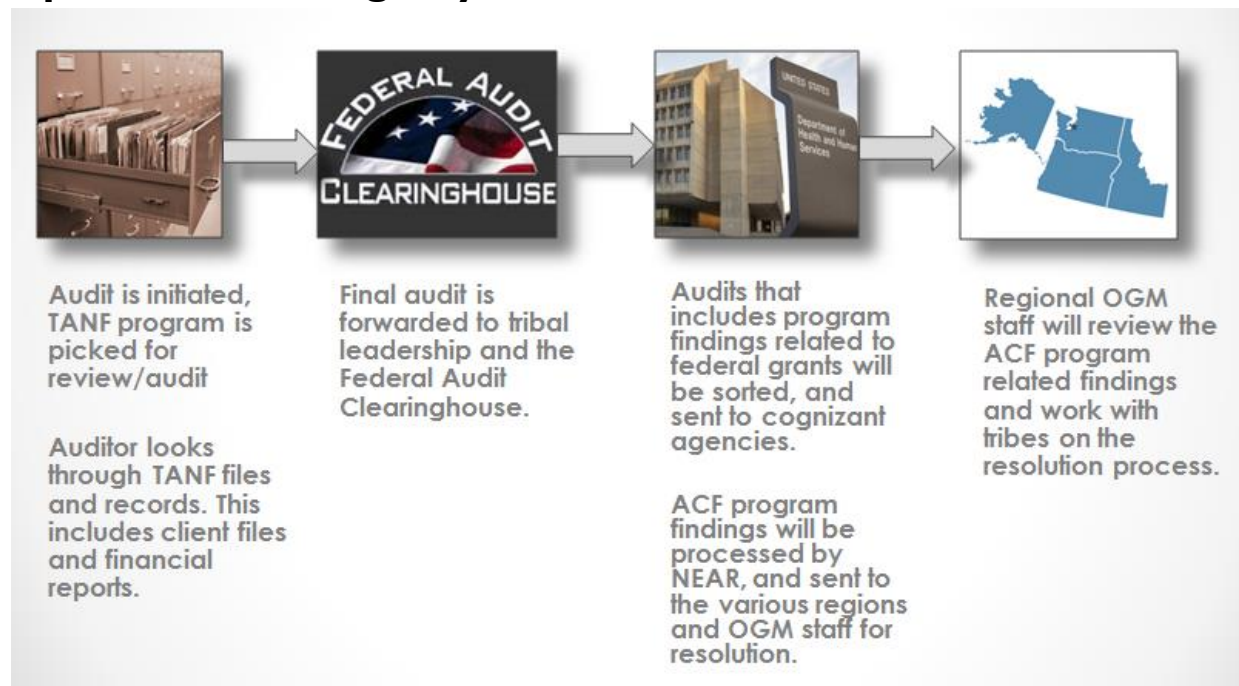 FEDERAL AUDIT
CLEARINGHOUSE
UNITED STATES
Department of
Health and Human
Services
Audit is initiated,
TANF program is
picked for
review/audit
Auditor looks
through TANF files
and records. This
includes client files
and financial
reports.
Final audit is
forwarded to tribal
leadership and the
Federal Audit
Clearinghouse.
Audits that
includes program
findings related to
federal grants will
be sorted, and
sent to cognizant
agencies.
ACF program
findings will be
processed by
NEAR, and sent to
the various regions
and OGM staff for
resolution.
Regional OGM
staff will review the
ACF program
related findings
and work with
tribes on the
resolution process.